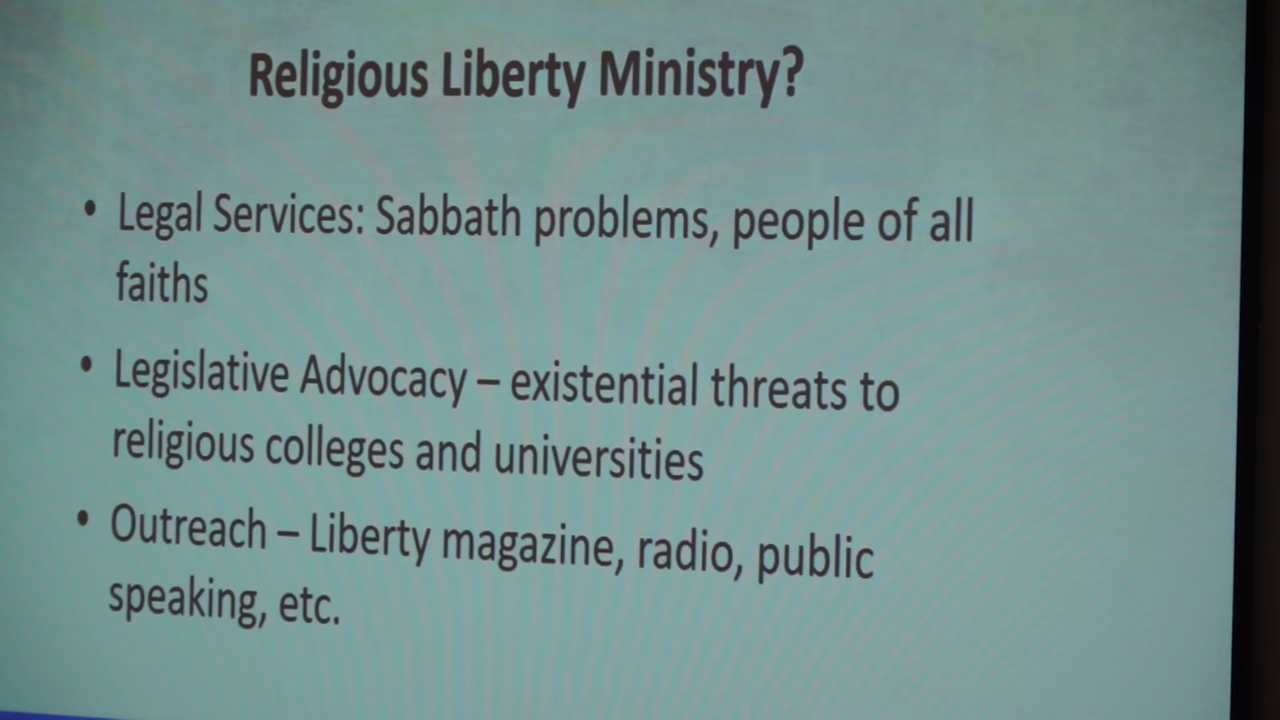 Religious Liberty Ministry?
• Legal Services: Sabbath problems, people of all
faiths
• Legislative Advocacy – existential threats to
religious colleges and universities
• Outreach – Liberty magazine, radio, public
speaking, etc.